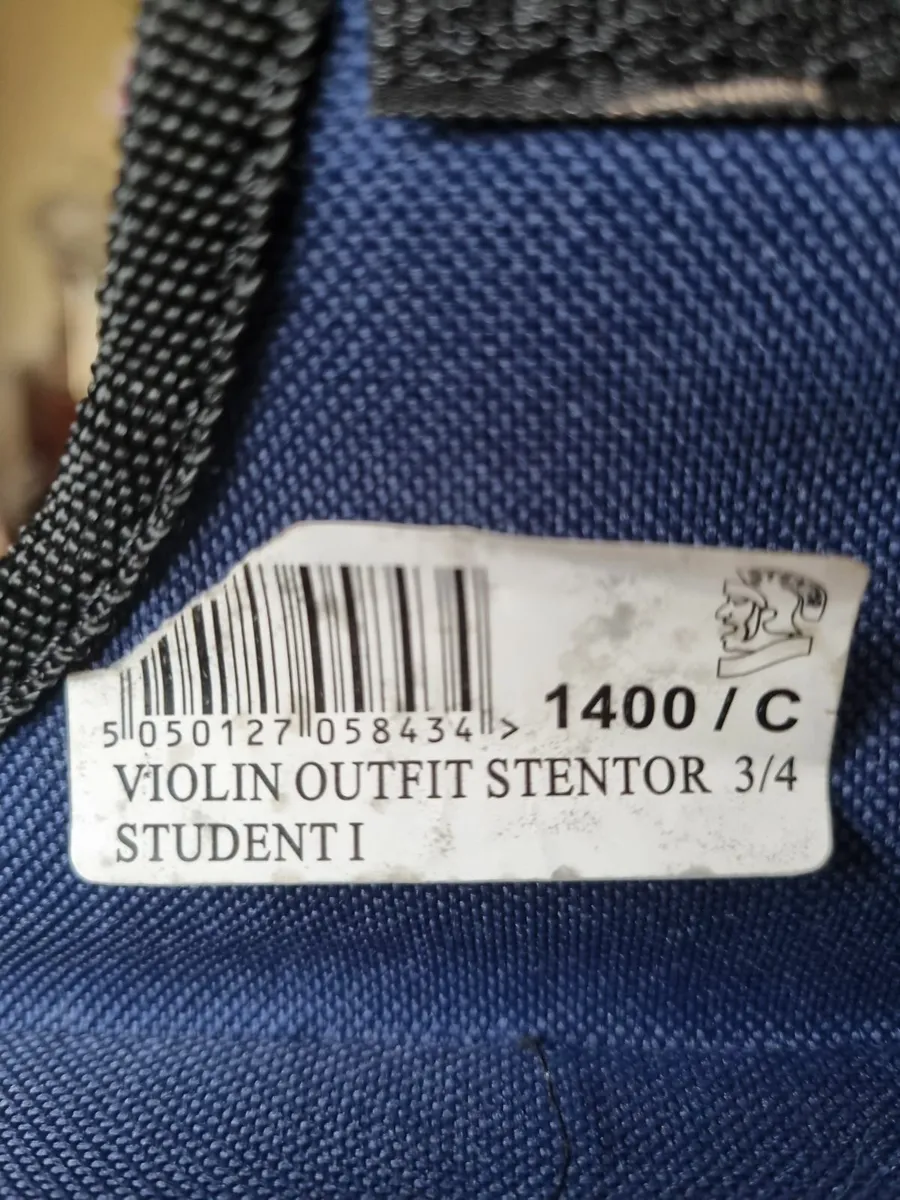 5 050127 058434 >
1400 / C
VIOLIN OUTFIT STENTOR 3/4
STUDENT I